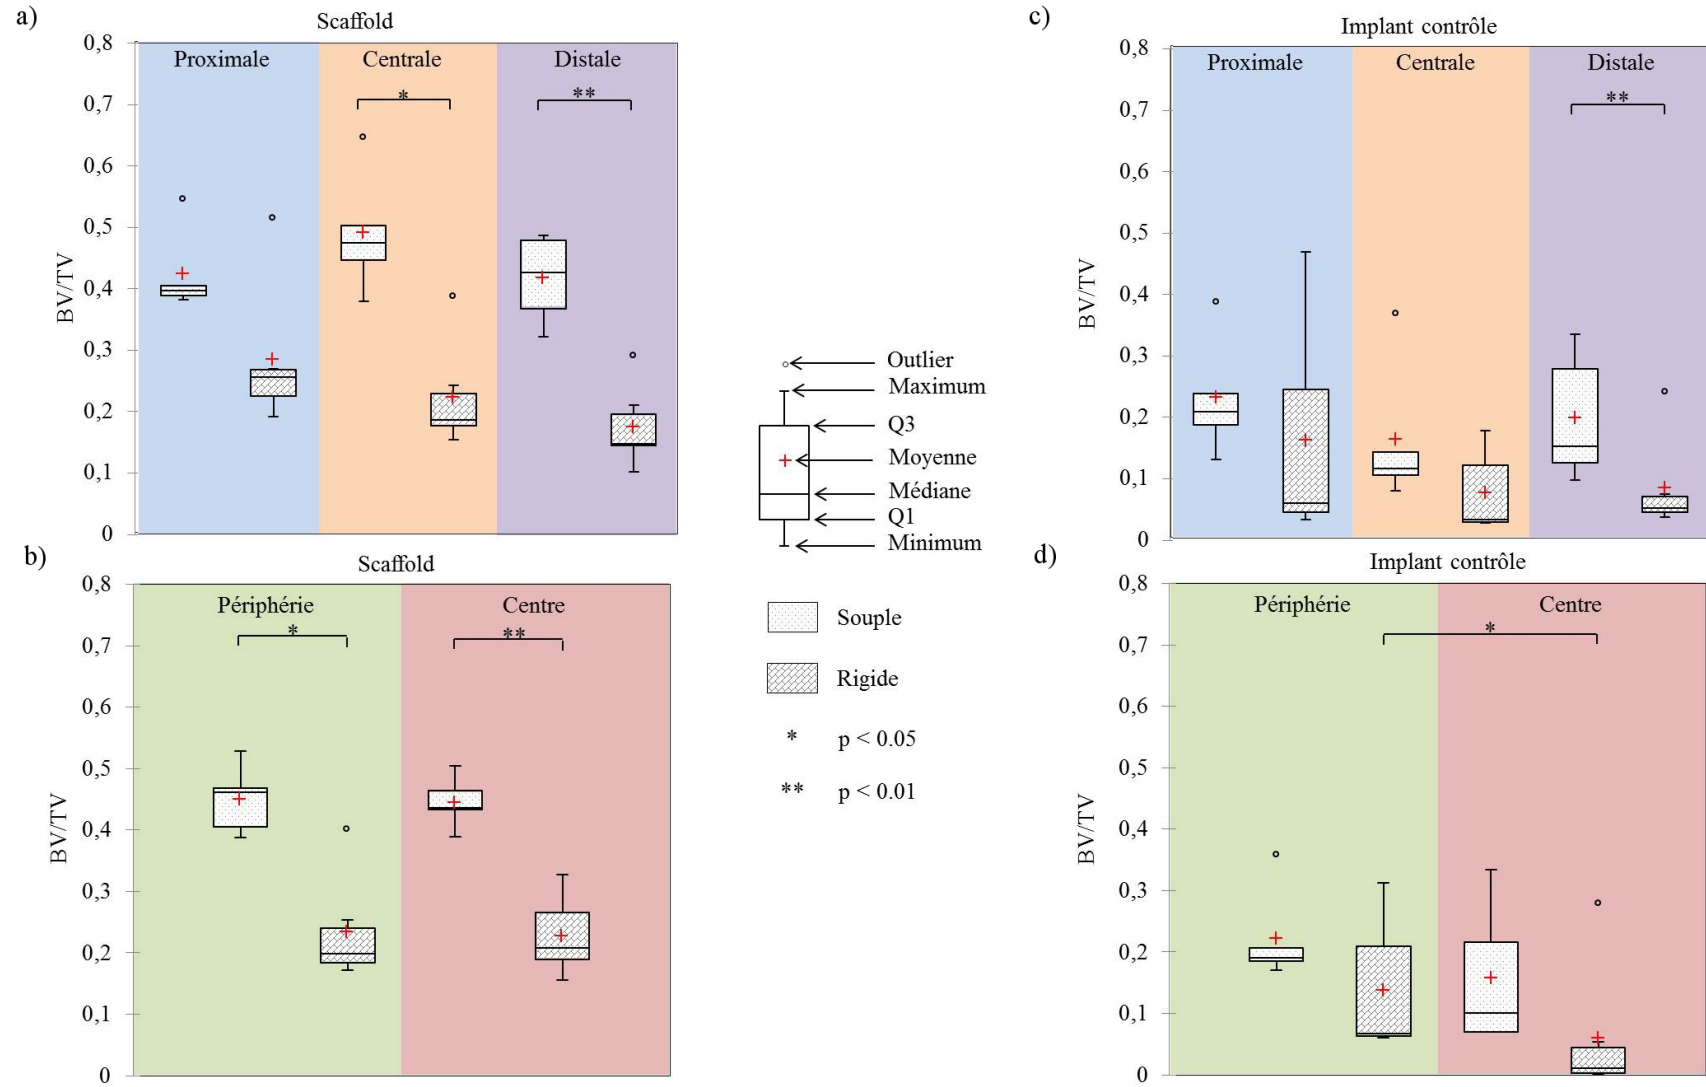 a)
Scaffold
Proximale Centrale Distale
* **
0,8
0,7
0,6
0,5
0,4
0,3
0,2
0,1
0
BV/TV
b)
Scaffold
Périphérie Centre
* **
0,8
0,7
0,6
0,5
0,4
0,3
0,2
0,1
0
BV/TV
Outlier
Maximum
Q3
Moyenne
Médiane
Q1
Minimum
Souple
Rigide
* p < 0.05
** p < 0.01
c)
Implant contrôle
Proximale Centrale Distale
**
0,8
0,7
0,6
0,5
0,4
0,3
0,2
0,1
0
BV/TV
d)
Implant contrôle
Périphérie Centre
*
0,8
0,7
0,6
0,5
0,4
0,3
0,2
0,1
0
BV/TV